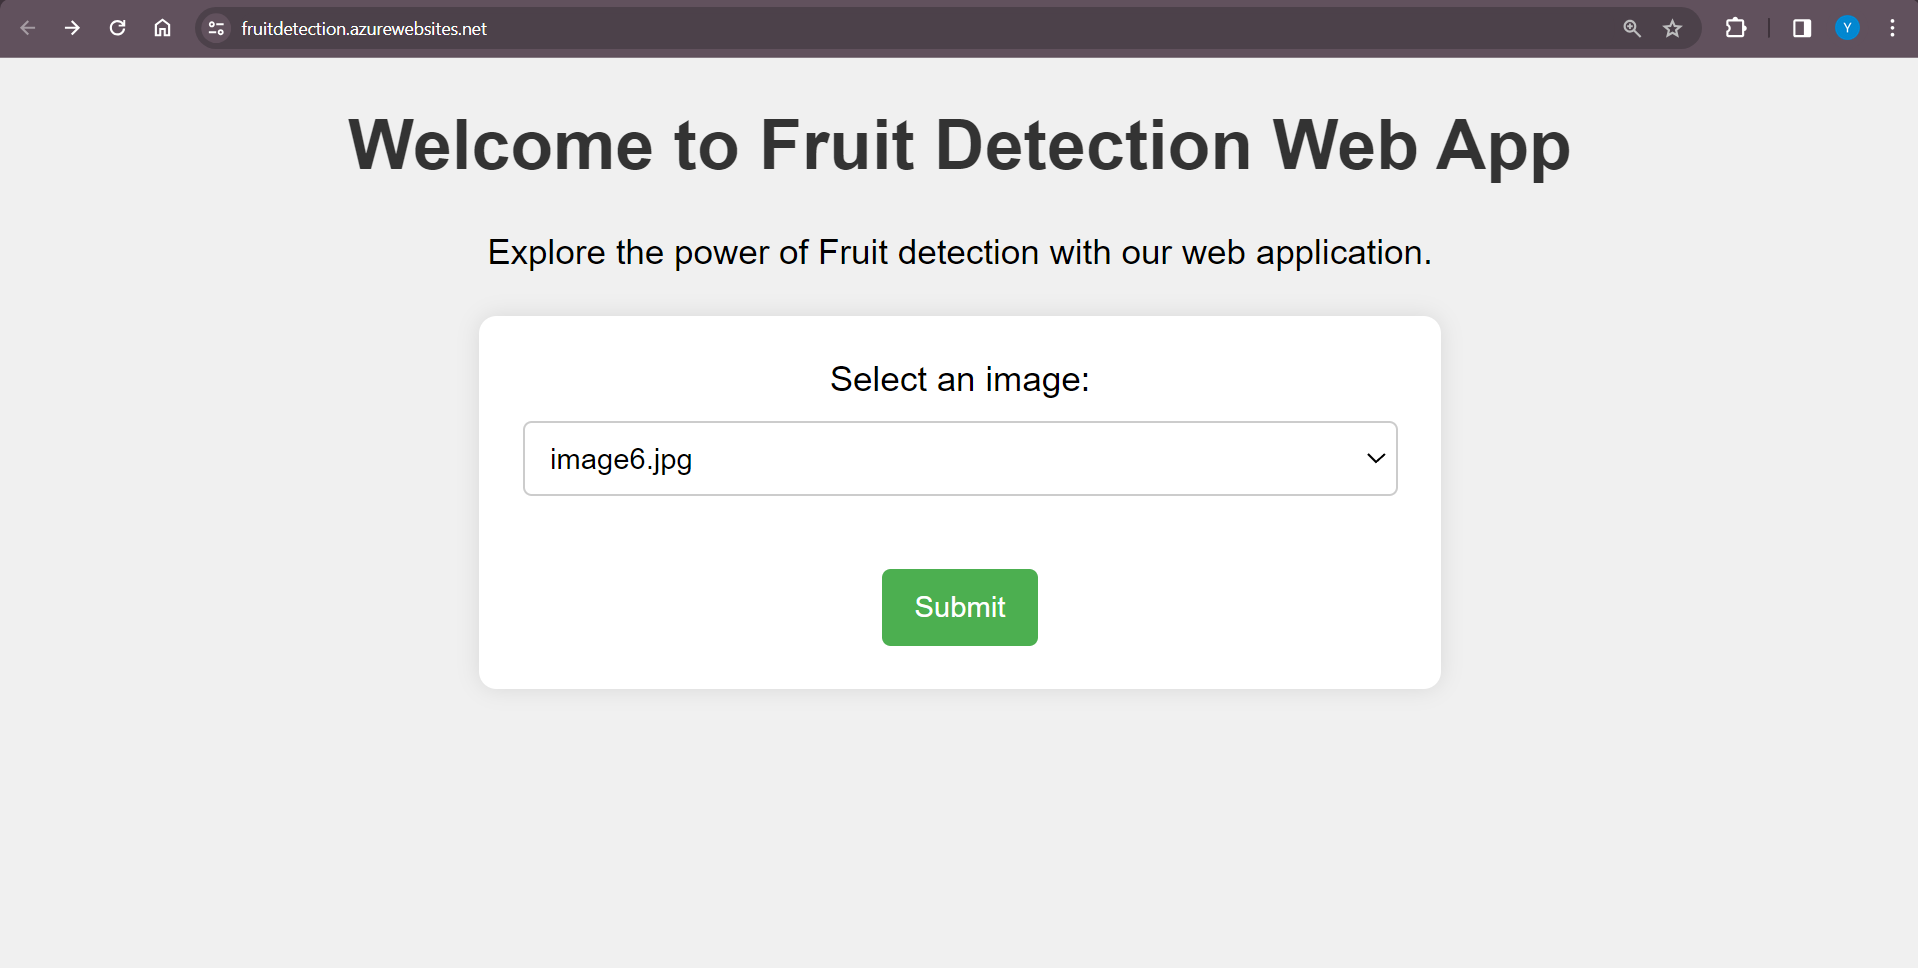 fruitdetection.azurewebsites.net
Y
Welcome to Fruit Detection Web App
Explore the power of Fruit detection with our web application.
Select an image:
image6.jpg
Submit